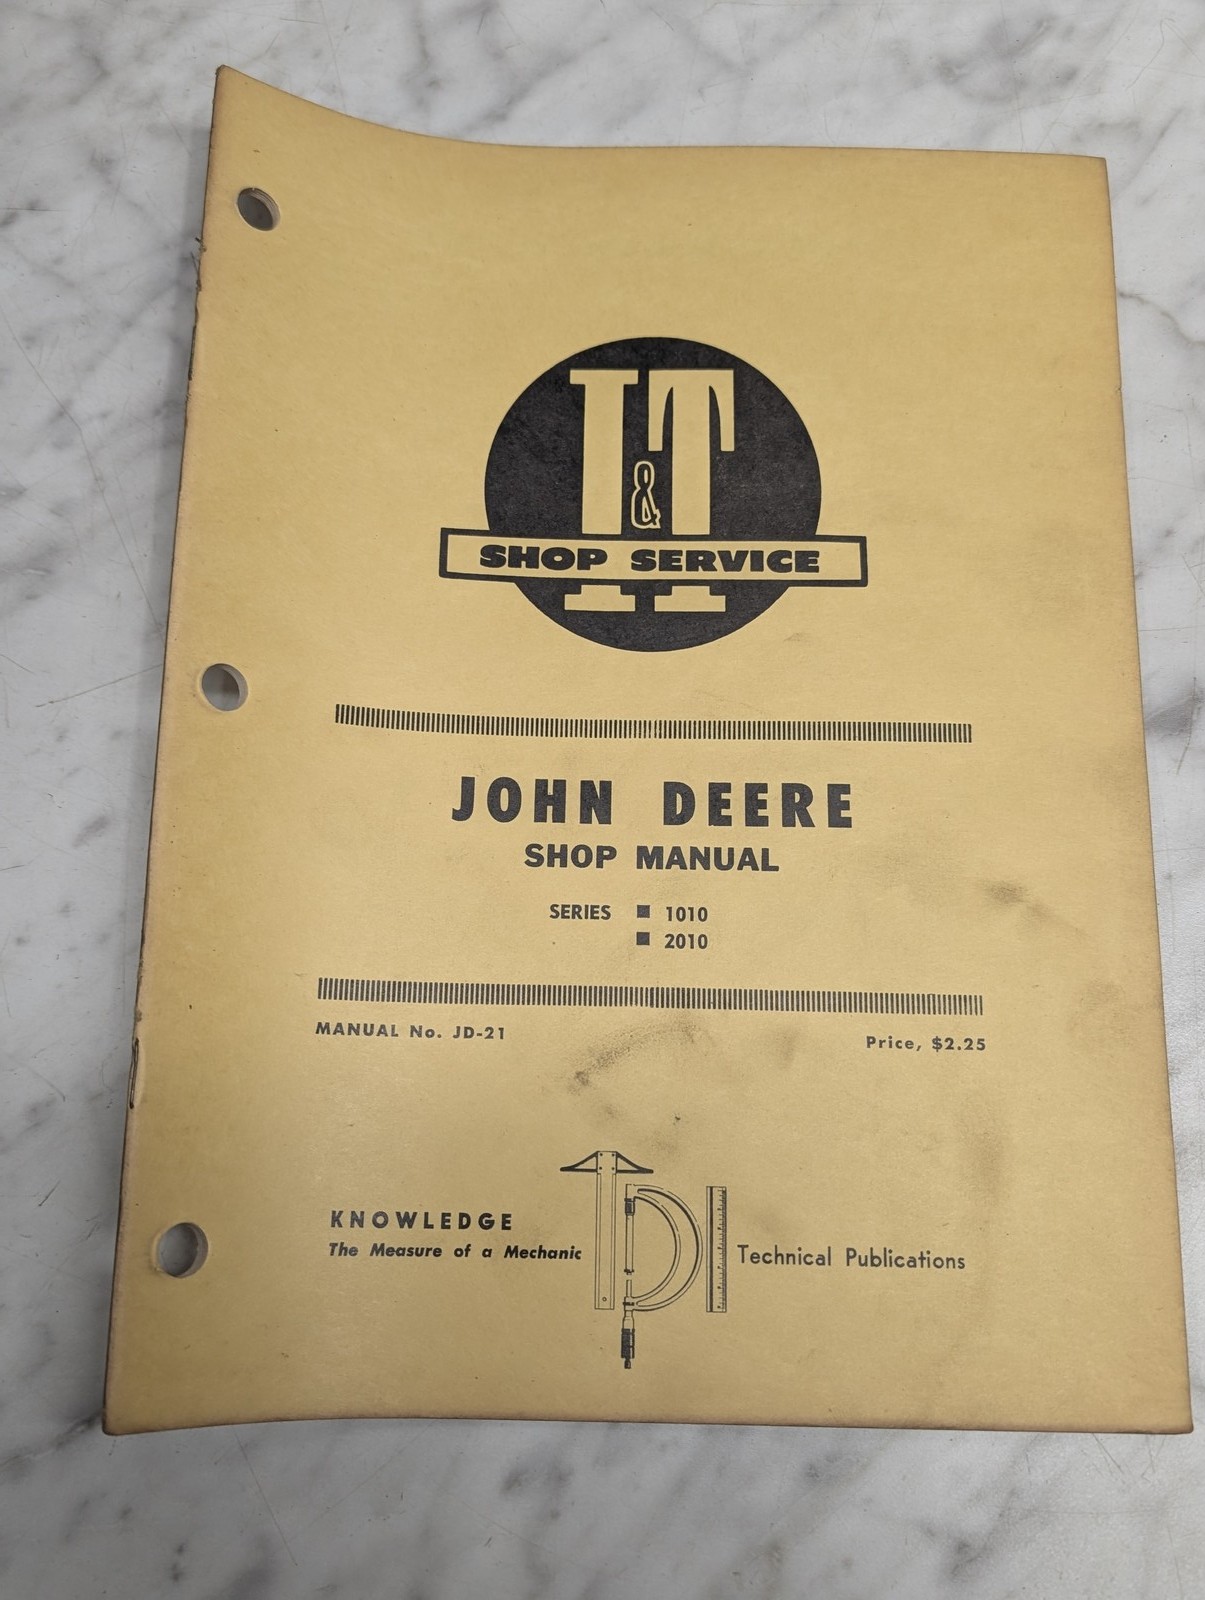 I&T
SHOP SERVICE
JOHN DEERE
SHOP MANUAL
SERIES ■ 1010
■ 2010
MANUAL No. JD-21
Price, $2.25
KNOWLEDGE
The Measure of a Mechanic
TPI Technical Publications